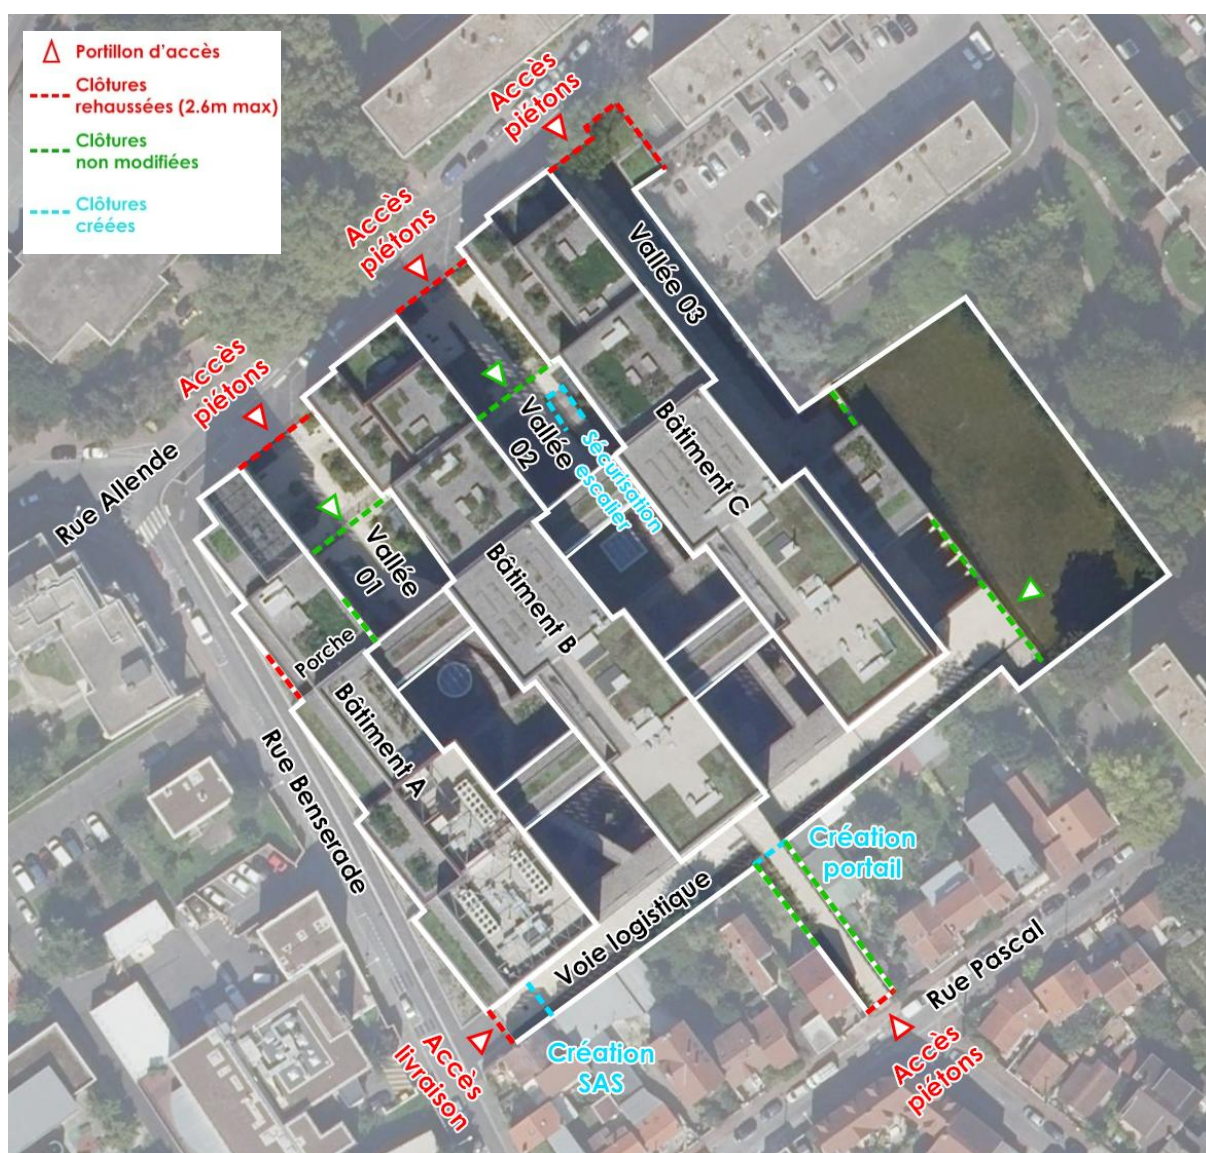 Portillon d'accès
Clôtures
rehaussées (2.6m max)
Clôtures
non modifiées
Clôtures
créées
Accès
piétons
Accès
piétons
Accès
piétons
Rue Allende
Vallée 03
Vallée
02
Sécurisation
escalier
Bâtiment C
Vallée
01
Bâtiment B
Porche
Bâtiment A
Rue Benserade
Création
portail
Voie logistique
Rue Pascal
Accès
livraison
Création
SAS
Accès
piétons